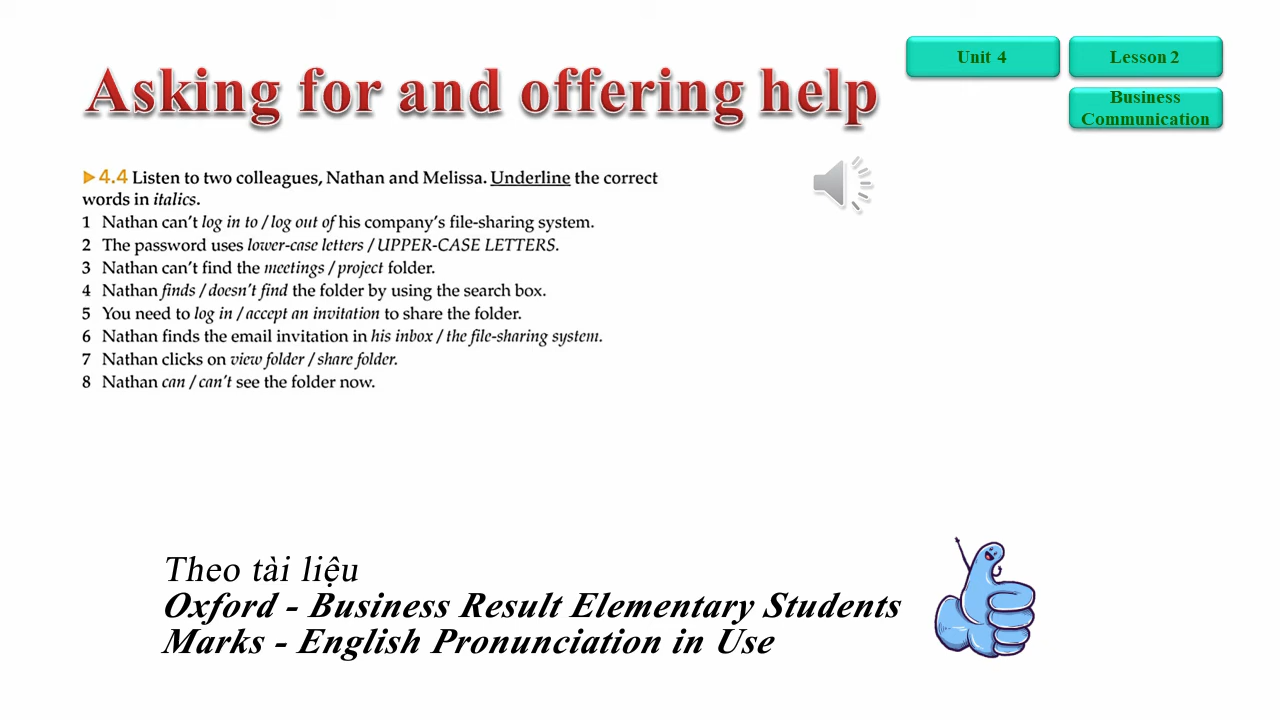 Asking for and offering help
Unit 4
Lesson 2
Business
Communication
4.4 Listen to two colleagues, Nathan and Melissa. Underline the correct
words in italics.
1 Nathan can't log in to / log out of his company's file-sharing system.
2 The password uses lower-case letters / UPPER-CASE LETTERS.
3 Nathan can't find the meetings / project folder.
4 Nathan finds / doesn't find the folder by using the search box.
5 You need to log in / accept an invitation to share the folder.
6 Nathan finds the email invitation in his inbox / the file-sharing system.
7 Nathan clicks on view folder / share folder.
8 Nathan can / can't see the folder now.
Theo tài liệu
Oxford - Business Result Elementary Students
Marks - English Pronunciation in Use